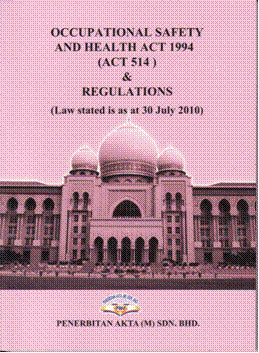 OCCUPATIONAL SAFETY
AND HEALTH ACT 1994
(ACT 514 )
&
REGULATIONS
(Law stated is as at 30 July 2010)
PENERBITAN AKTA (M) SDN. BHD.